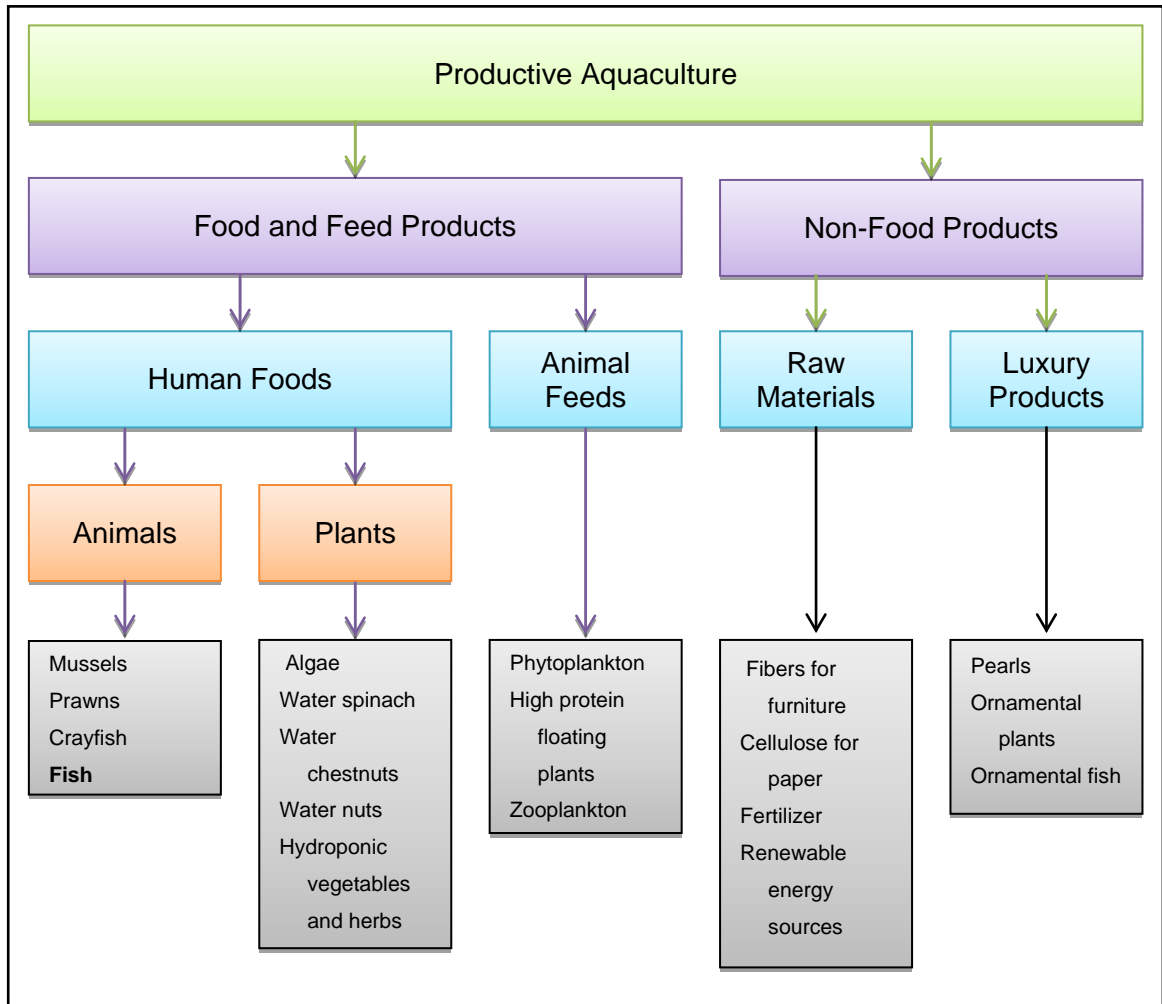 Productive Aquaculture
Food and Feed Products
Non-Food Products
Human Foods
Animal
Feeds
Raw
Materials
Luxury
Products
Animals
Plants
Mussels
Prawns
Crayfish
Fish
Algae
Water spinach
Water
chestnuts
Water nuts
Hydroponic
vegetables
and herbs
Phytoplankton
High protein
floating
plants
Zooplankton
Fibers for
furniture
Cellulose for
paper
Fertilizer
Renewable
energy
sources
Pearls
Ornamental
plants
Ornamental fish